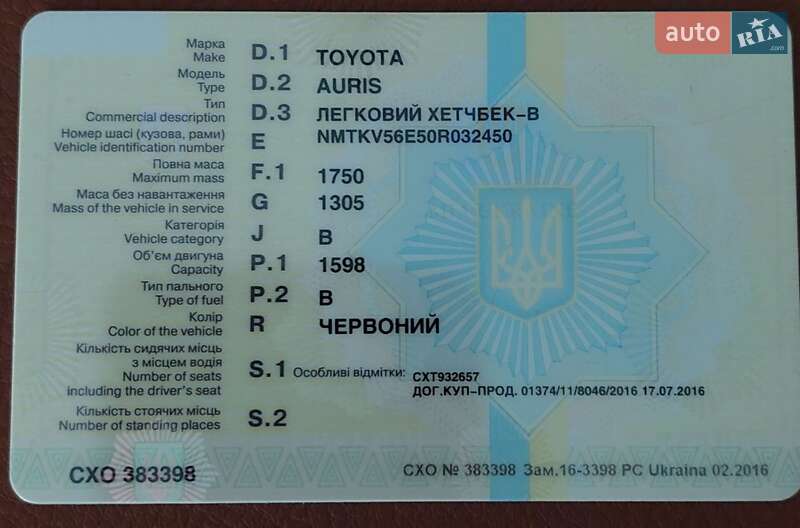 auto RIA.com
Марка
Make D.1 TOYOTA
Модель
Type D.2 AURIS
Тип
Commercial description D.3 ЛЕГКОВИЙ ХЕТЧБЕК-В
Номер шасі (кузова, рами)
Vehicle identification number E NMTKV56E50R032450
Повна маса
Maximum mass F.1 1750
Маса без навантаження
Mass of the vehicle in service G 1305
Категорія
Vehicle category J B
Об'єм двигуна
Capacity P.1 1598
Тип пального
Type of fuel P.2 B
Колір
Color of the vehicle R ЧЕРВОНИЙ
Кількість сидячих місць
з місцем водія
Number of seats
including the driver's seat S.1 Особливі відмітки: CXT932657
ДОГ.КУП-ПРОД. 01374/11/8046/2016 17.07.2016
Кількість стоячих місць
Number of standing places S.2
СХО 383398
СХО № 383398 Зам.16-3398 PC Ukraina 02.2016